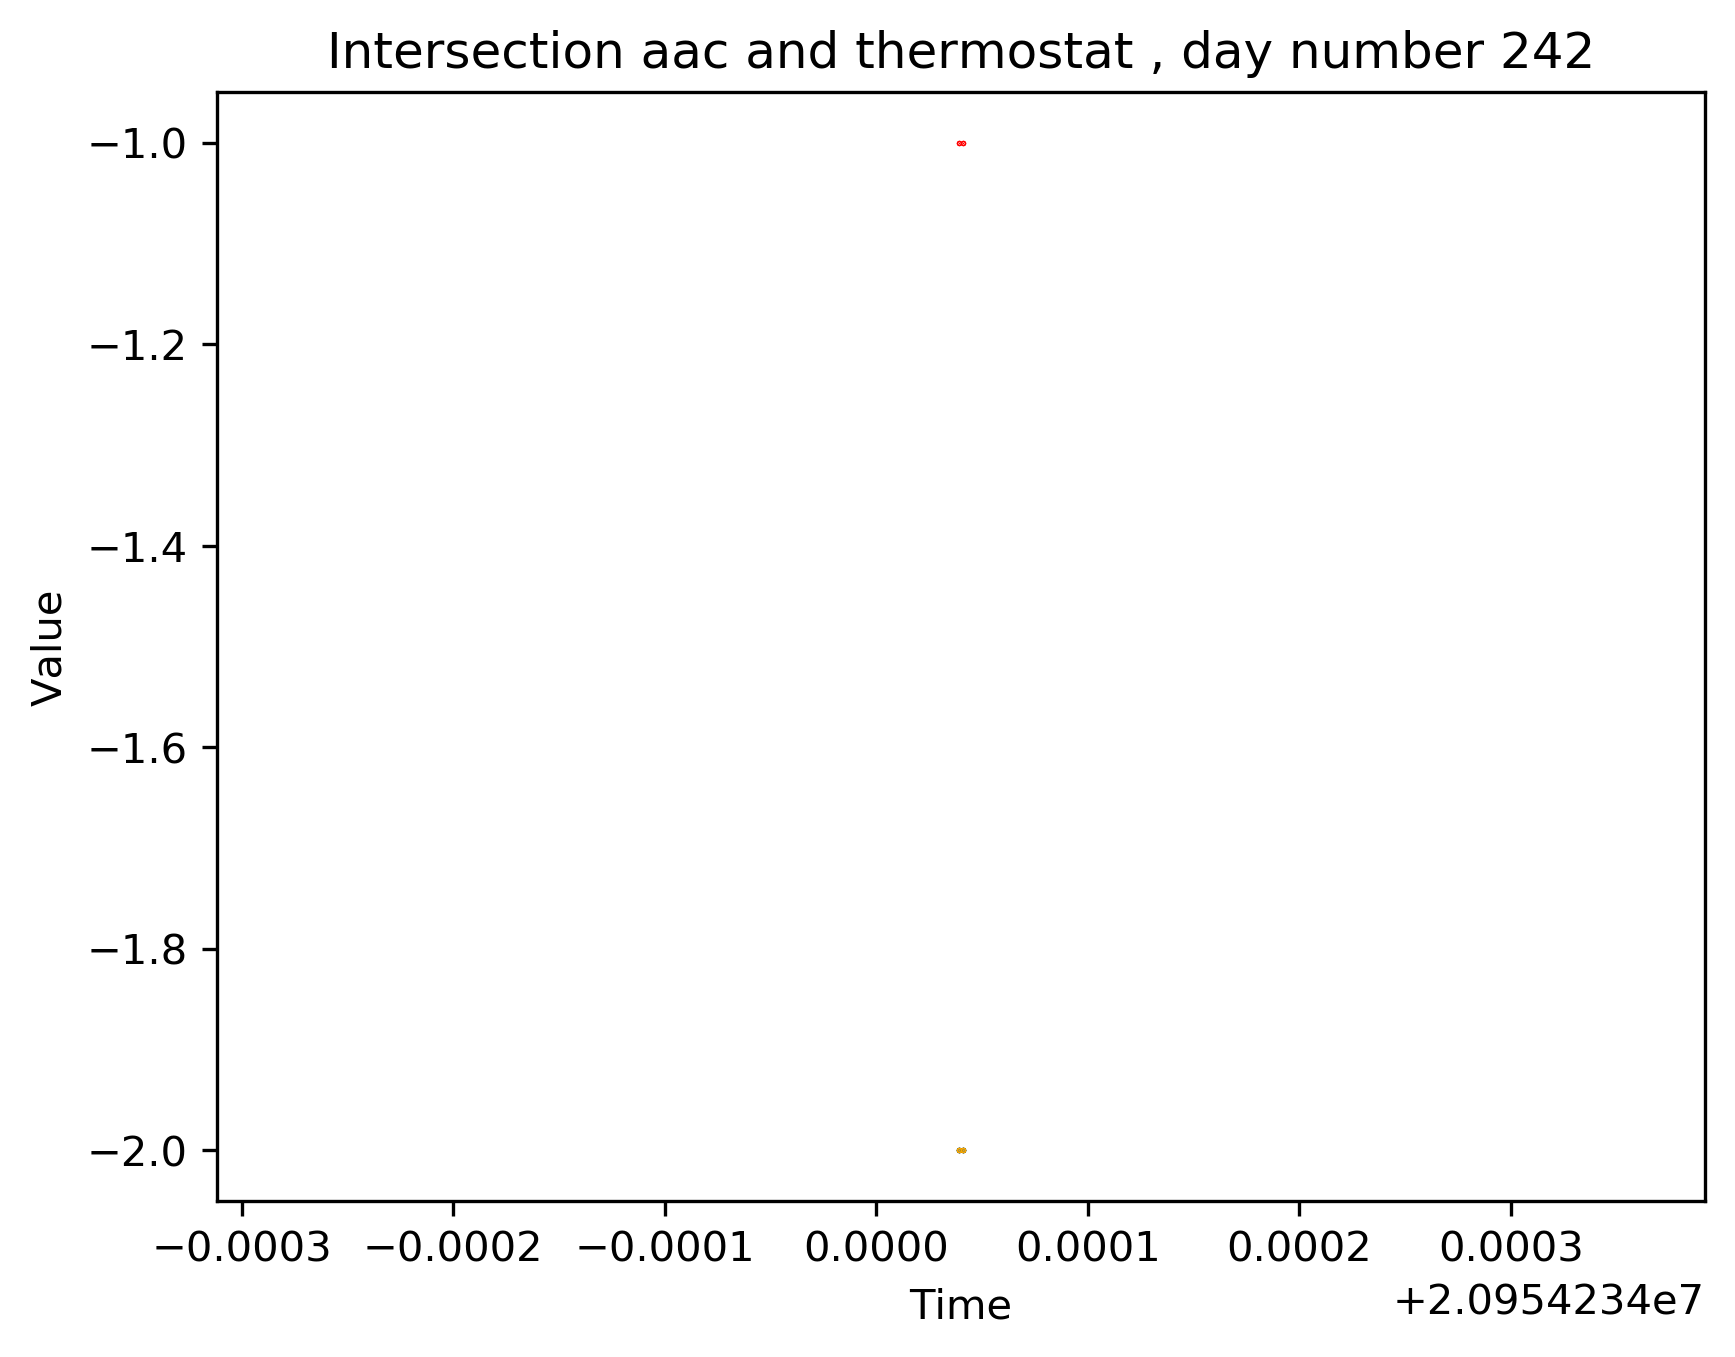 Intersection aac and thermostat , day number 242
−1.0
−1.2
−1.4
−1.6
−1.8
−2.0
Value
−0.0003 −0.0002 −0.0001 0.0000 0.0001 0.0002 0.0003
+2.0954234e7
Time